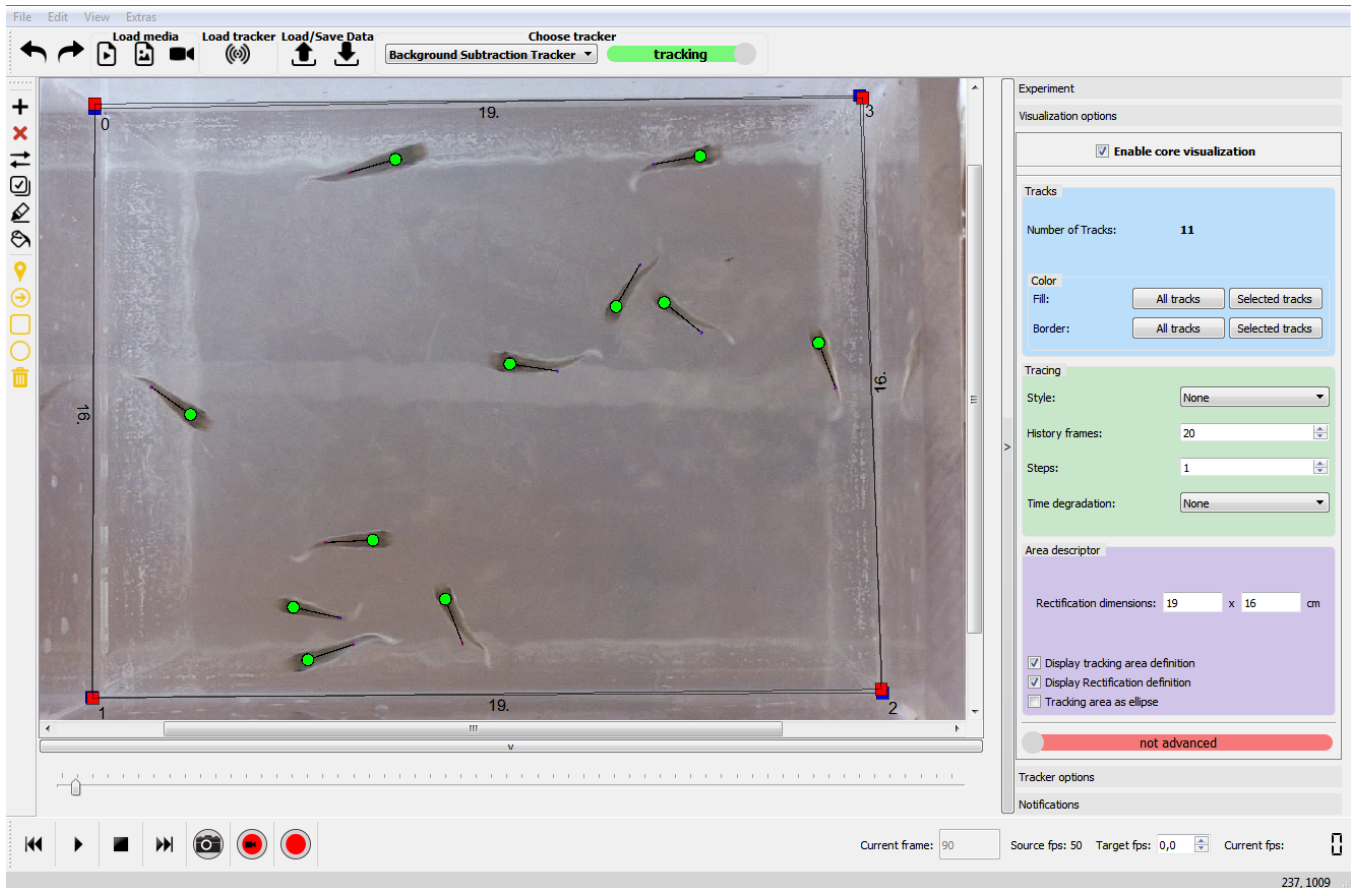 File Edit View Extras
Load media Load tracker Load/Save Data Choose tracker
Background Subtraction Tracker tracking
0
19.
3
16.
16.
1
19.
2
>
v
Experiment
Visualization options
Enable core visualization
Tracks
Number of Tracks: 11
Color
Fill: All tracks Selected tracks
Border: All tracks Selected tracks
Tracing
Style: None
History frames: 20
Steps: 1
Time degradation: None
Area descriptor
Rectification dimensions: 19 x 16 cm
Display tracking area definition
Display Rectification definition
Tracking area as ellipse
not advanced
Tracker options
Notifications
Current frame: 90 Source fps: 50 Target fps: 0,0 Current fps: 0
237, 1009